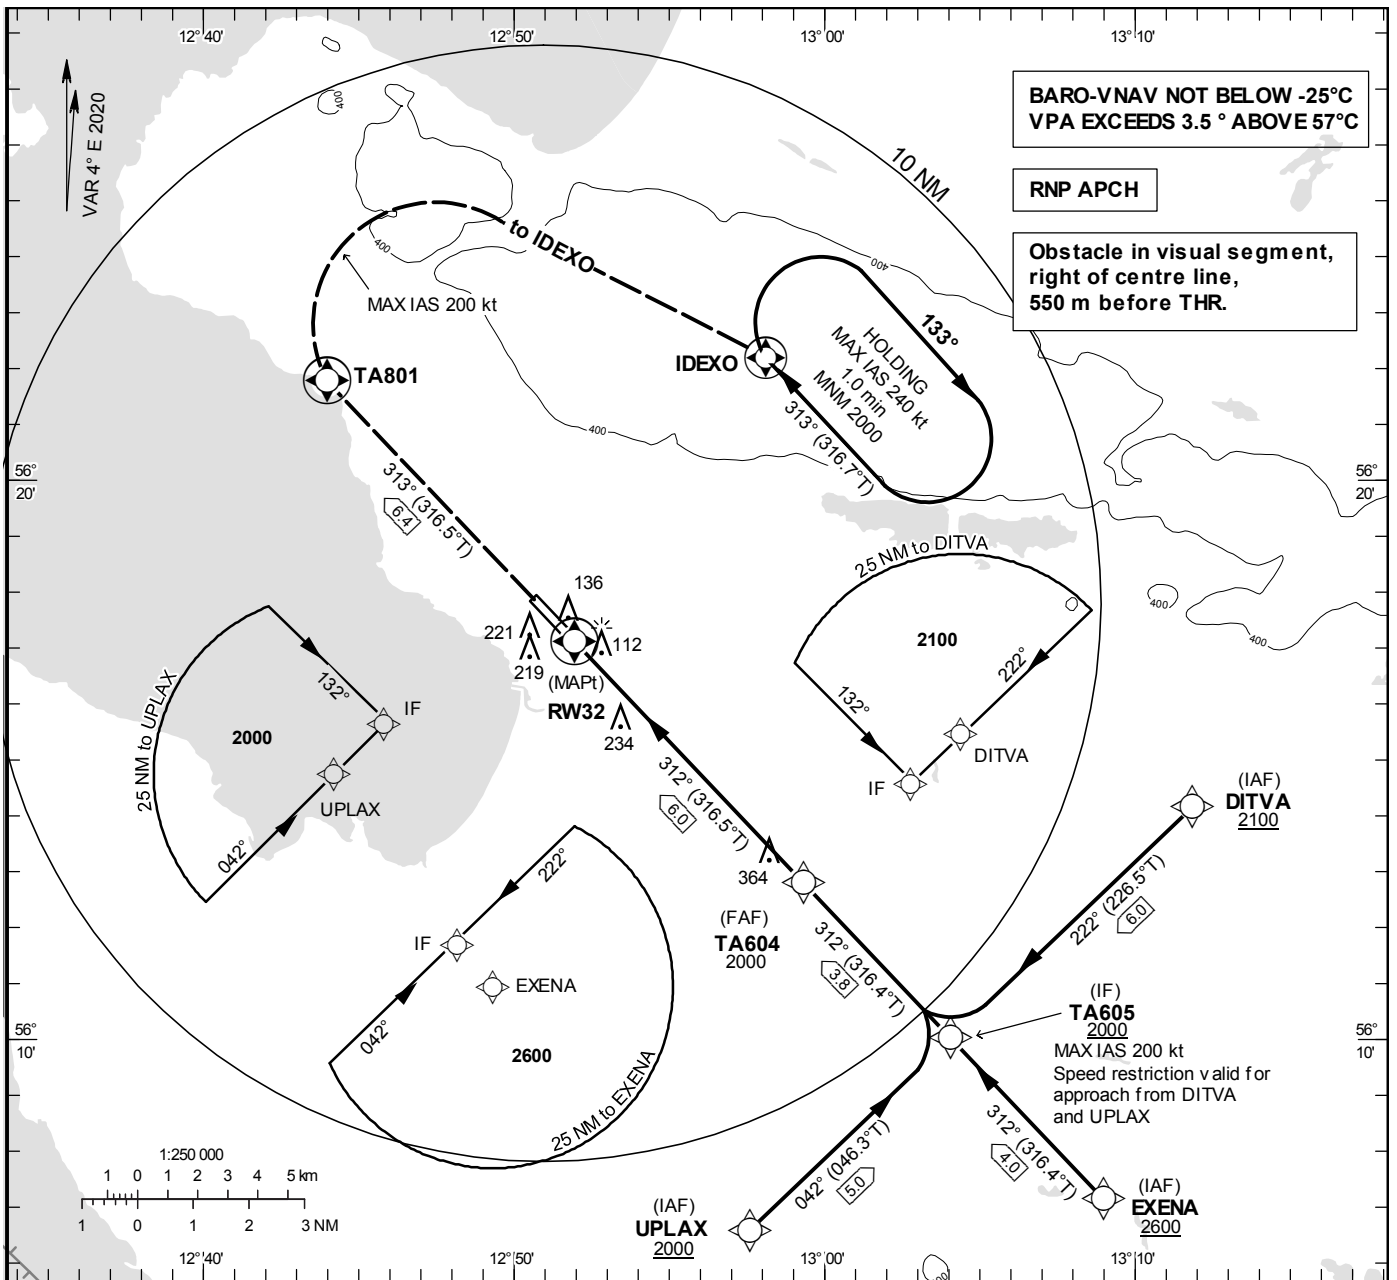 12°40'
12°50'
13°00'
13°10'
VAR 4° E 2020
BARO-VNAV NOT BELOW -25°C
VPA EXCEEDS 3.5 ° ABOVE 57°C
RNP APCH
Obstacle in visual segment,
right of centre line,
550 m before THR.
10 NM
400
400
400
to IDEXO
MAX IAS 200 kt
TA801
IDEXO
133°
HOLDING
MAX IAS 240 kt
1.0 min
MNM 2000
313° (316.7°T)
400
56°
20'
56°
20'
313° (316.5°T)
6.4
25 NM to DITVA
2100
222°
132°
DITVA
IF
400
400
136
221
219
112
(MAPt)
RW32
234
25 NM to UPLAX
132°
IF
2000
UPLAX
042°
312° (316.5°T)
6.0
364
(FAF)
TA604
2000
(IAF)
DITVA
2100
222° (226.5°T)
6.0
222°
IF
EXENA
042°
2600
25 NM to EXENA
312° (316.4°T)
3.8
(IF)
TA605
2000
MAX IAS 200 kt
Speed restriction valid for
approach from DITVA
and UPLAX
56°
10'
56°
10'
312° (316.4°T)
4.0
042° (046.3°T)
5.0
(IAF)
UPLAX
2000
(IAF)
EXENA
2600
1:250 000
1 0 1 2 3 4 5 km
1 0 1 2 3 NM
12°40'
12°50'
13°00'
13°10'